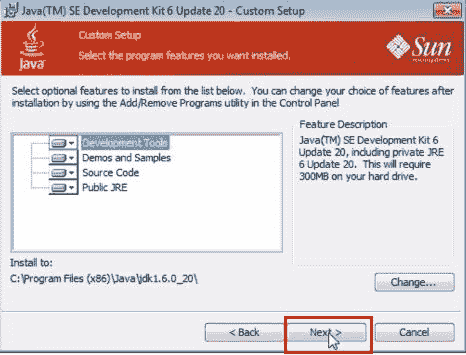 Java(TM) SE Development Kit 6 Update 20 - Custom Setup
Custom Setup
Select the program features you want installed.
Java
Sun
Select optional features to install from the list below. You can change your choice of features after
installation by using the Add/Remove Programs utility in the Control Panel
Development Tools
Demos and Samples
Source Code
Public JRE
Feature Description
Java(TM) SE Development Kit 6
Update 20, including private JRE
6 Update 20. This will require
300MB on your hard drive.
Install to:
C:\Program Files (x86)\Java\jdk1.6.0_20\
Change...
< Back
Next >
Cancel